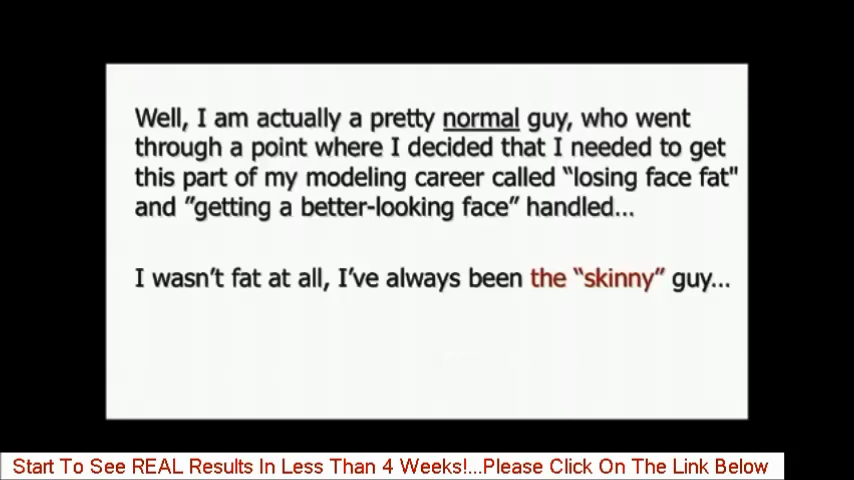 Well, I am actually a pretty normal guy, who went
through a point where I decided that I needed to get
this part of my modeling career called “losing face fat"
and ”getting a better-looking face” handled...
I wasn’t fat at all, I’ve always been the “skinny” guy...
Start To See REAL Results In Less Than 4 Weeks!...Please Click On The Link Below